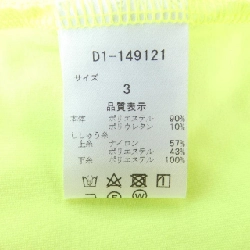 D1-149121
サイズ
3
品質表示
本体 ポリエステル 90%
ポリウレタン 10%
ししゅう糸
上糸 ナイロン 57%
ポリエステル 43%
下糸 ポリエステル 100%